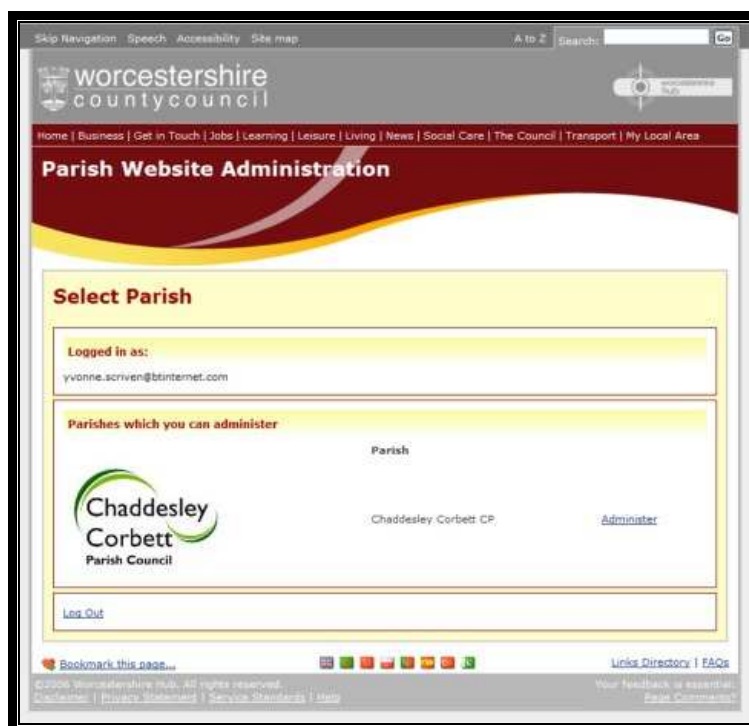 Skip Navigation Speech Accessibility Site map A to Z Search: Go
worcestershire
countycouncil
worcestershire
hub
Home | Business | Get in Touch | Jobs | Learning | Leisure | Living | News | Social Care | The Council | Transport | My Local Area
Parish Website Administration
Select Parish
Logged in as:
yvonne.scriven@btinternet.com
Parishes which you can administer
Parish
Chaddesley
Corbett
Parish Council
Chaddesley Corbett CP Administer
Log Out
Bookmark this page... Links Directory | FAQs
©2006 Worcestershire Hub. All rights reserved. Your feedback is essential:
Disclaimer | Privacy Statement | Service Standards | Help Page Comments?